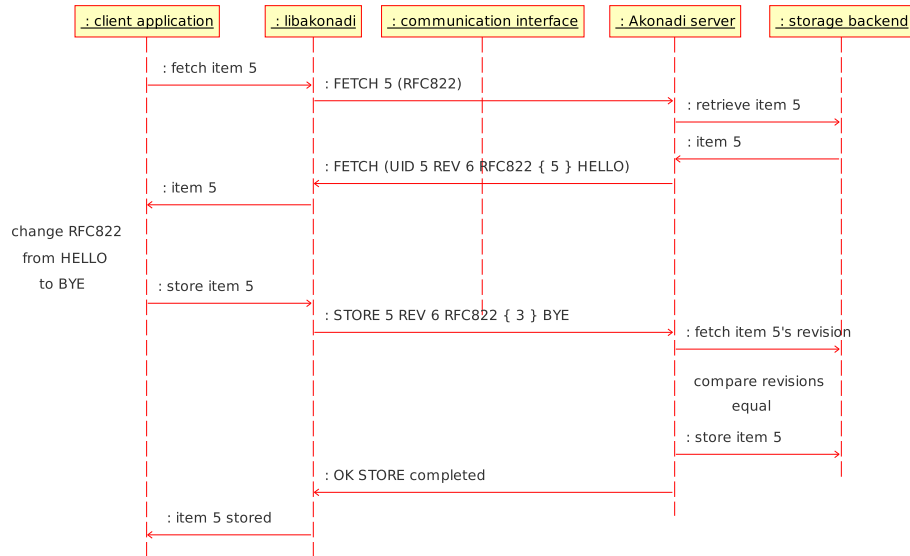 : client application
: libakonadi
: communication interface
: Akonadi server
: storage backend
: fetch item 5
: FETCH 5 (RFC822)
: retrieve item 5
: item 5
: FETCH (UID 5 REV 6 RFC822 { 5 } HELLO)
: item 5
change RFC822
from HELLO
to BYE
: store item 5
: STORE 5 REV 6 RFC822 { 3 } BYE
: fetch item 5's revision
compare revisions
equal
: store item 5
: OK STORE completed
: item 5 stored